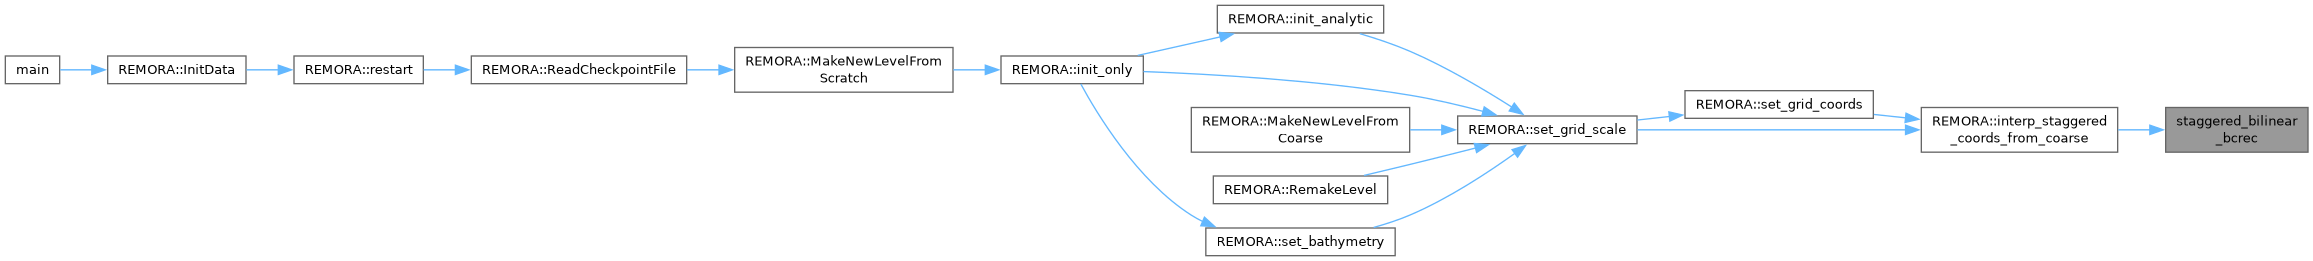 main
REMORA::InitData
REMORA::restart
REMORA::ReadCheckpointFile
REMORA::MakeNewLevelFrom
Scratch
REMORA::init_only
REMORA::init_analytic
REMORA::MakeNewLevelFrom
Coarse
REMORA::RemakeLevel
REMORA::set_bathymetry
REMORA::set_grid_scale
REMORA::set_grid_coords
REMORA::interp_staggered
_coords_from_coarse
staggered_bilinear
_bcrec